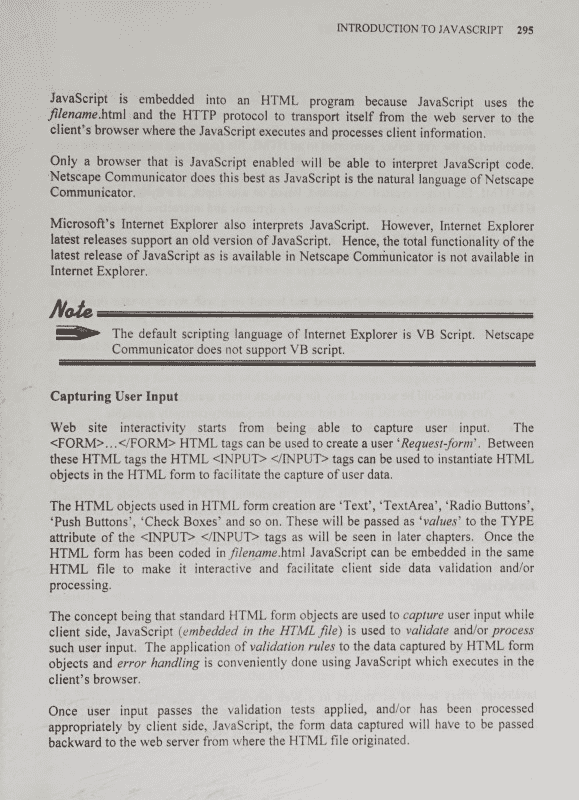 INTRODUCTION TO JAVASCRIPT 295
JavaScript is embedded into an HTML program because JavaScript uses the
filename.html and the HTTP protocol to transport itself from the web server to the
client's browser where the JavaScript executes and processes client information.
Only a browser that is JavaScript enabled will be able to interpret JavaScript code.
Netscape Communicator does this best as JavaScript is the natural language of Netscape
Communicator.
Microsoft's Internet Explorer also interprets JavaScript. However, Internet Explorer
latest releases support an old version of JavaScript. Hence, the total functionality of the
latest release of JavaScript as is available in Netscape Communicator is not available in
Internet Explorer.
Note
The default scripting language of Internet Explorer is VB Script. Netscape
Communicator does not support VB script.
Capturing User Input
Web site interactivity starts from being able to capture user input. The
<FORM>...</FORM> HTML tags can be used to create a user 'Request-form'. Between
these HTML tags the HTML <INPUT> </INPUT> tags can be used to instantiate HTML
objects in the HTML form to facilitate the capture of user data.
The HTML objects used in HTML form creation are 'Text', 'TextArea', 'Radio Buttons',
'Push Buttons', 'Check Boxes' and so on. These will be passed as 'values' to the TYPE
attribute of the <INPUT> </INPUT> tags as will be seen in later chapters. Once the
HTML form has been coded in filename.html JavaScript can be embedded in the same
HTML file to make it interactive and facilitate client side data validation and/or
processing.
The concept being that standard HTML form objects are used to capture user input while
client side, JavaScript (embedded in the HTML file) is used to validate and/or process
such user input. The application of validation rules to the data captured by HTML form
objects and error handling is conveniently done using JavaScript which executes in the
client's browser.
Once user input passes the validation tests applied, and/or has been processed
appropriately by client side, JavaScript, the form data captured will have to be passed
backward to the web server from where the HTML file originated.